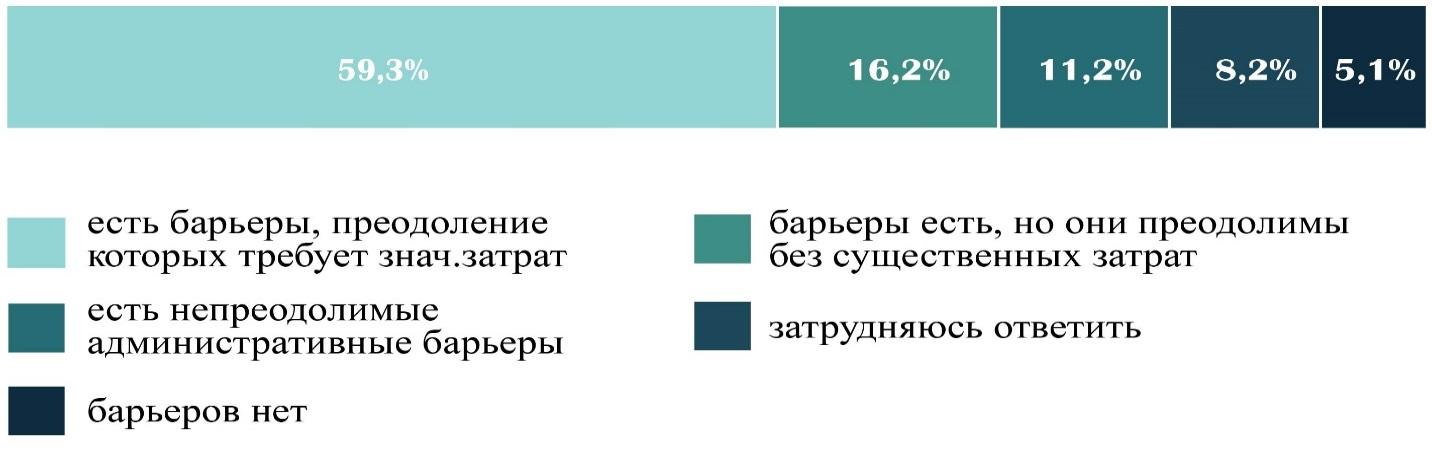 59,3%
16,2%
11,2%
8,2%
5,1%
есть барьеры, преодоление
которых требует знач.затрат
барьеры есть, но они преодолимы
без существенных затрат
есть непреодолимые
административные барьеры
затрудняюсь ответить
барьеров нет